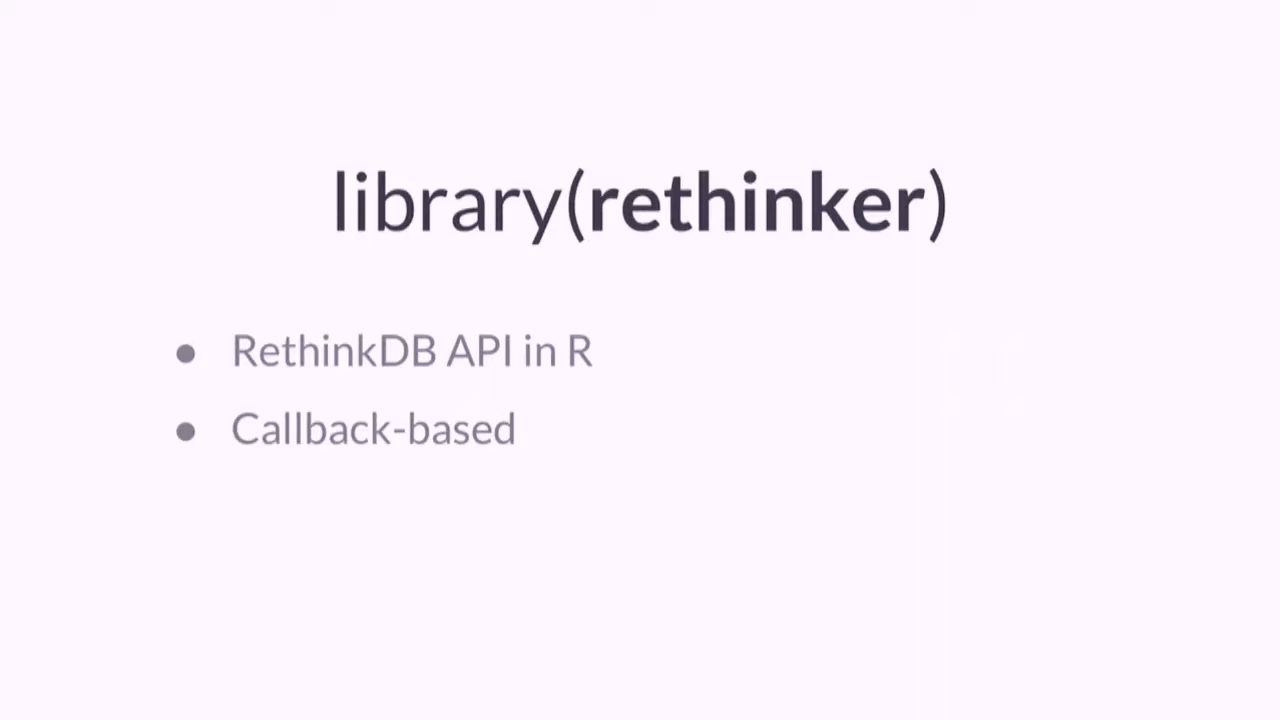 library(rethinker)
● RethinkDB API in R
● Callback-based